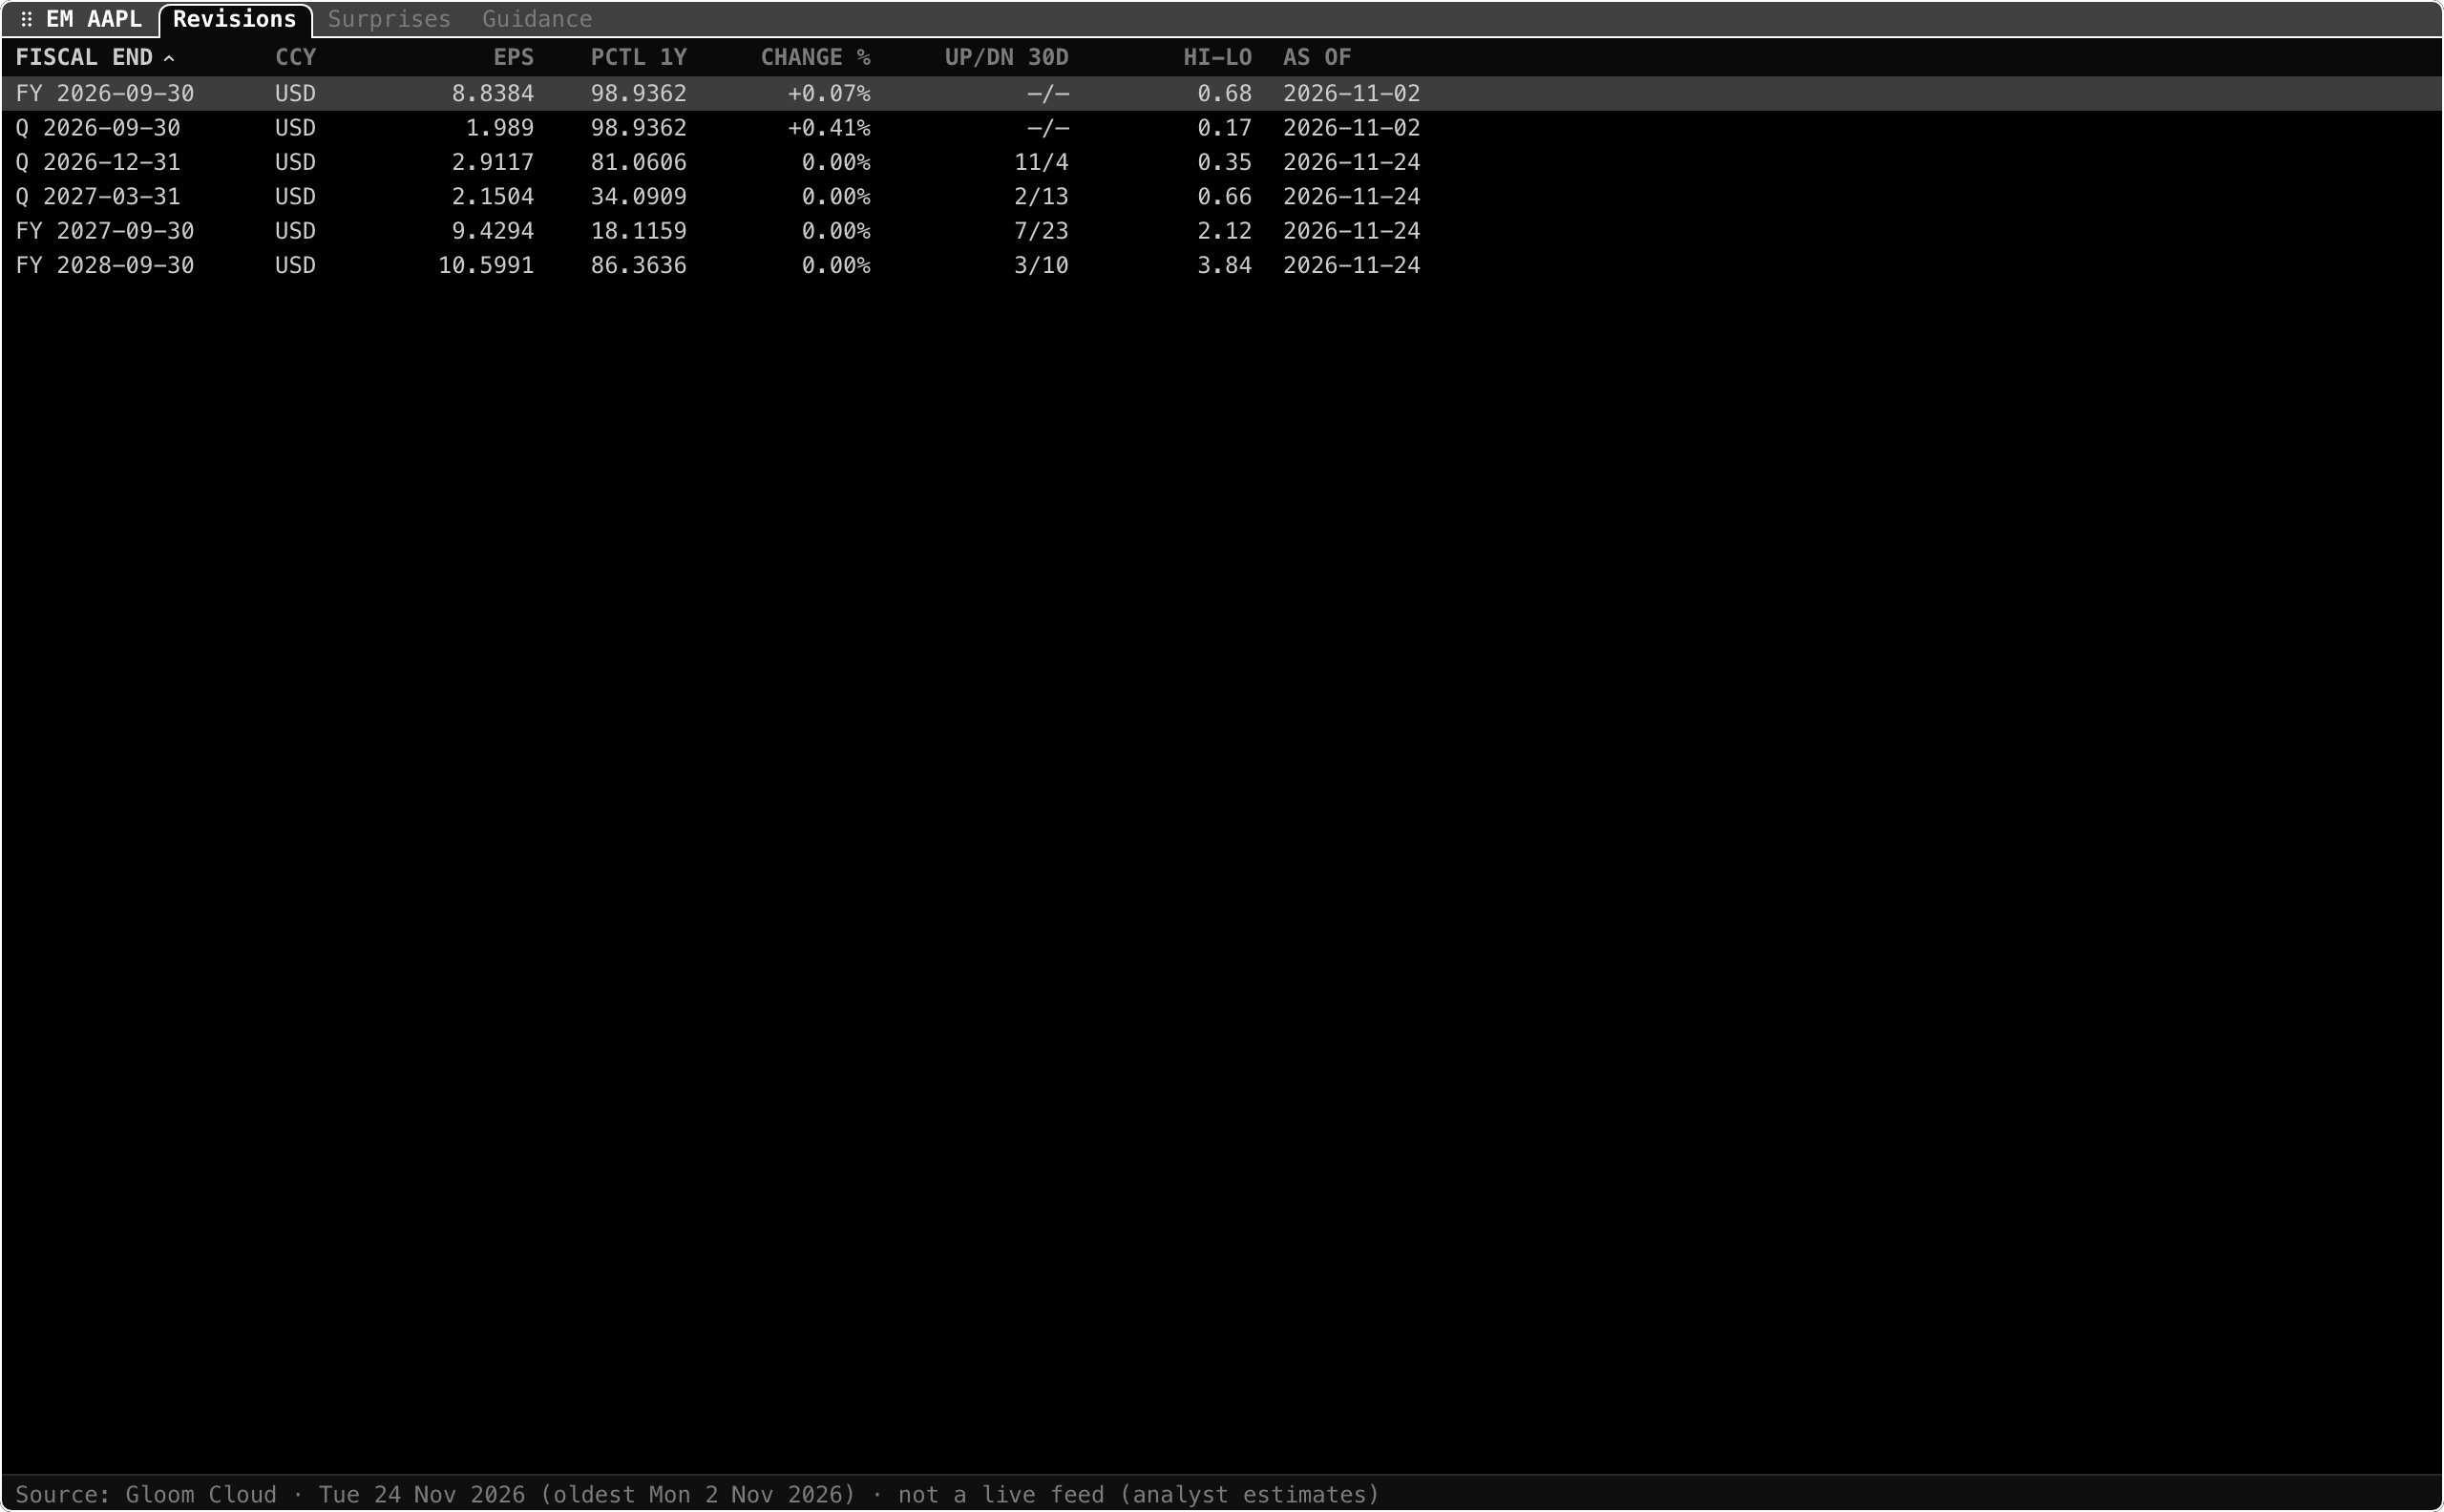 EM AAPL Revisions Surprises Guidance
FISCAL END CCY EPS PCTL 1Y CHANGE % UP/DN 30D HI-LO AS OF
FY 2026-09-30 USD 8.8384 98.9362 +0.07% —/— 0.68 2026-11-02
Q 2026-09-30 USD 1.989 98.9362 +0.41% —/— 0.17 2026-11-02
Q 2026-12-31 USD 2.9117 81.0606 0.00% 11/4 0.35 2026-11-24
Q 2027-03-31 USD 2.1504 34.0909 0.00% 2/13 0.66 2026-11-24
FY 2027-09-30 USD 9.4294 18.1159 0.00% 7/23 2.12 2026-11-24
FY 2028-09-30 USD 10.5991 86.3636 0.00% 3/10 3.84 2026-11-24
Source: Gloom Cloud · Tue 24 Nov 2026 (oldest Mon 2 Nov 2026) · not a live feed (analyst estimates)